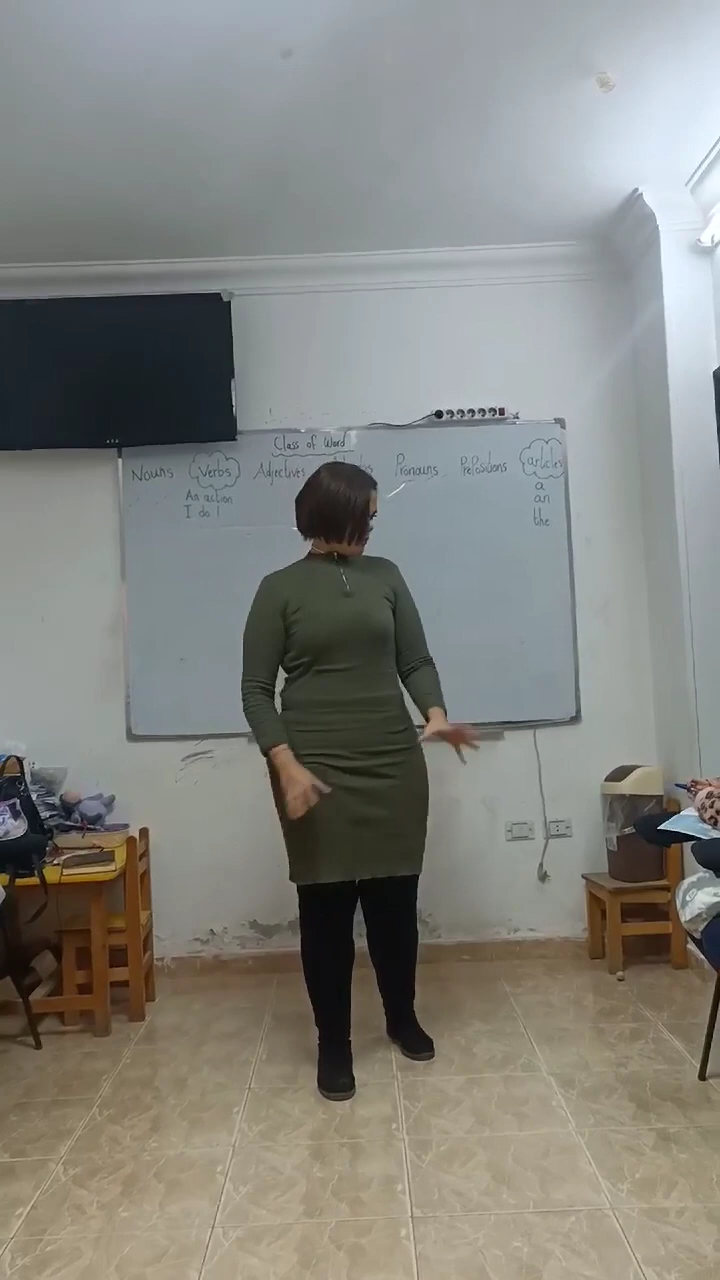 Class of Word
Nouns Verbs Adjectives Pronouns Prepositions articles
An action a
I do ! an
the